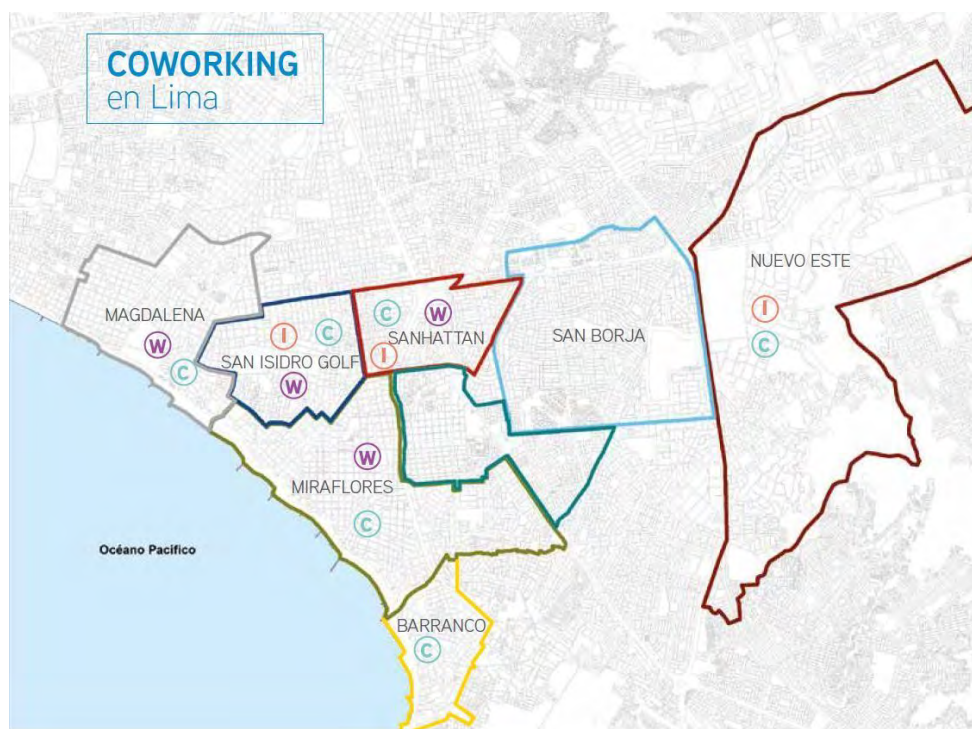 COWORKING
en Lima
NUEVO ESTE
I
C
MAGDALENA
W
C
I
C
SAN ISIDRO GOLF
W
C
W
SANHATTAN
I
SAN BORJA
W
MIRAFLORES
C
Océano Pacífico
BARRANCO
C